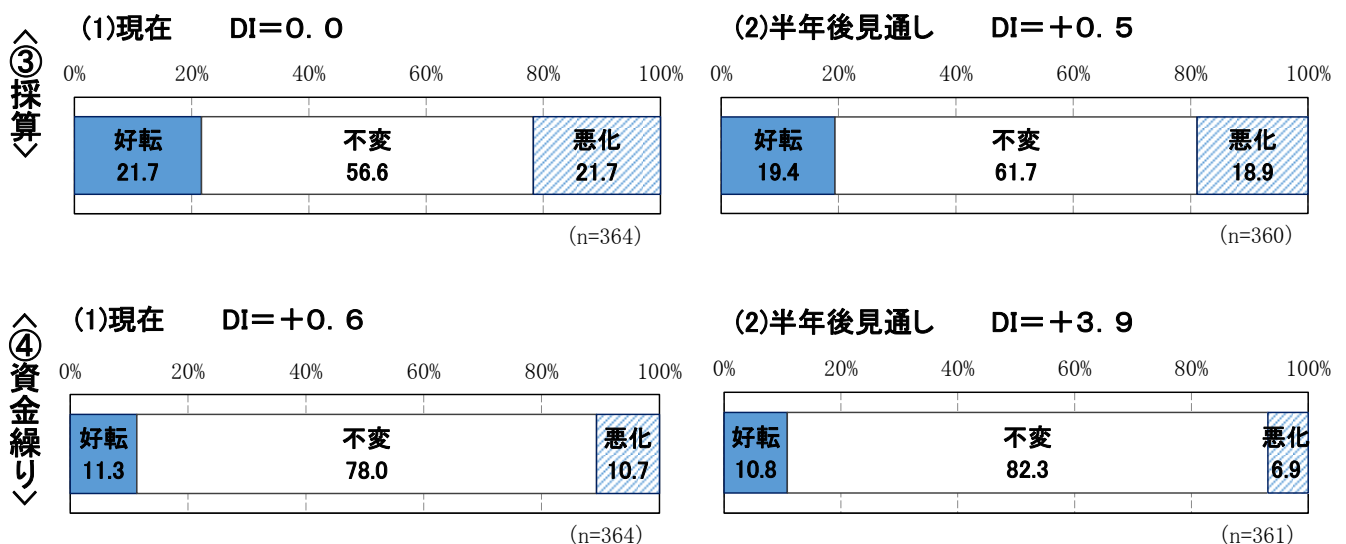 〈③採算〉
(1)現在 DI=0.0
0% 20% 40% 60% 80% 100%
好転 不変 悪化
21.7 56.6 21.7
(n=364)
(2)半年後見通し DI=+0.5
0% 20% 40% 60% 80% 100%
好転 不変 悪化
19.4 61.7 18.9
(n=360)
〈④資金繰り〉
(1)現在 DI=+0.6
0% 20% 40% 60% 80% 100%
好転 不変 悪化
11.3 78.0 10.7
(n=364)
(2)半年後見通し DI=+3.9
0% 20% 40% 60% 80% 100%
好転 不変 悪化
10.8 82.3 6.9
(n=361)